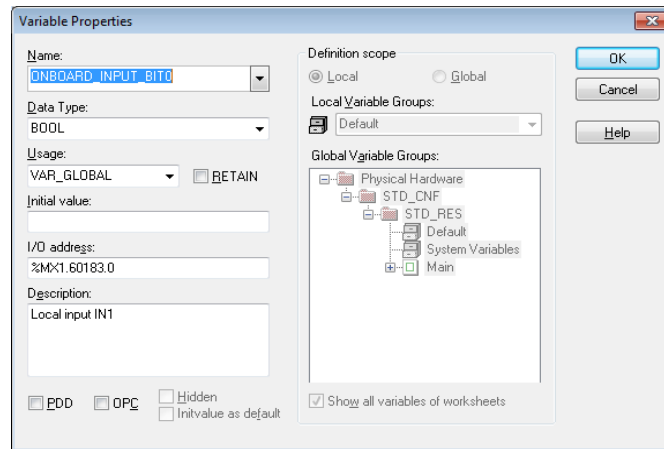 Variable Properties
Name:
ONBOARD_INPUT_BIT0
Data Type:
BOOL
Usage:
VAR_GLOBAL
RETAIN
Initial value:
I/O address:
%MX1.60183.0
Description:
Local input IN1
PDD
OPC
Hidden
Initvalue as default
Definition scope
Local
Global
Local Variable Groups:
Default
Global Variable Groups:
Physical Hardware
STD_CNF
STD_RES
Default
System Variables
Main
Show all variables of worksheets
OK
Cancel
Help